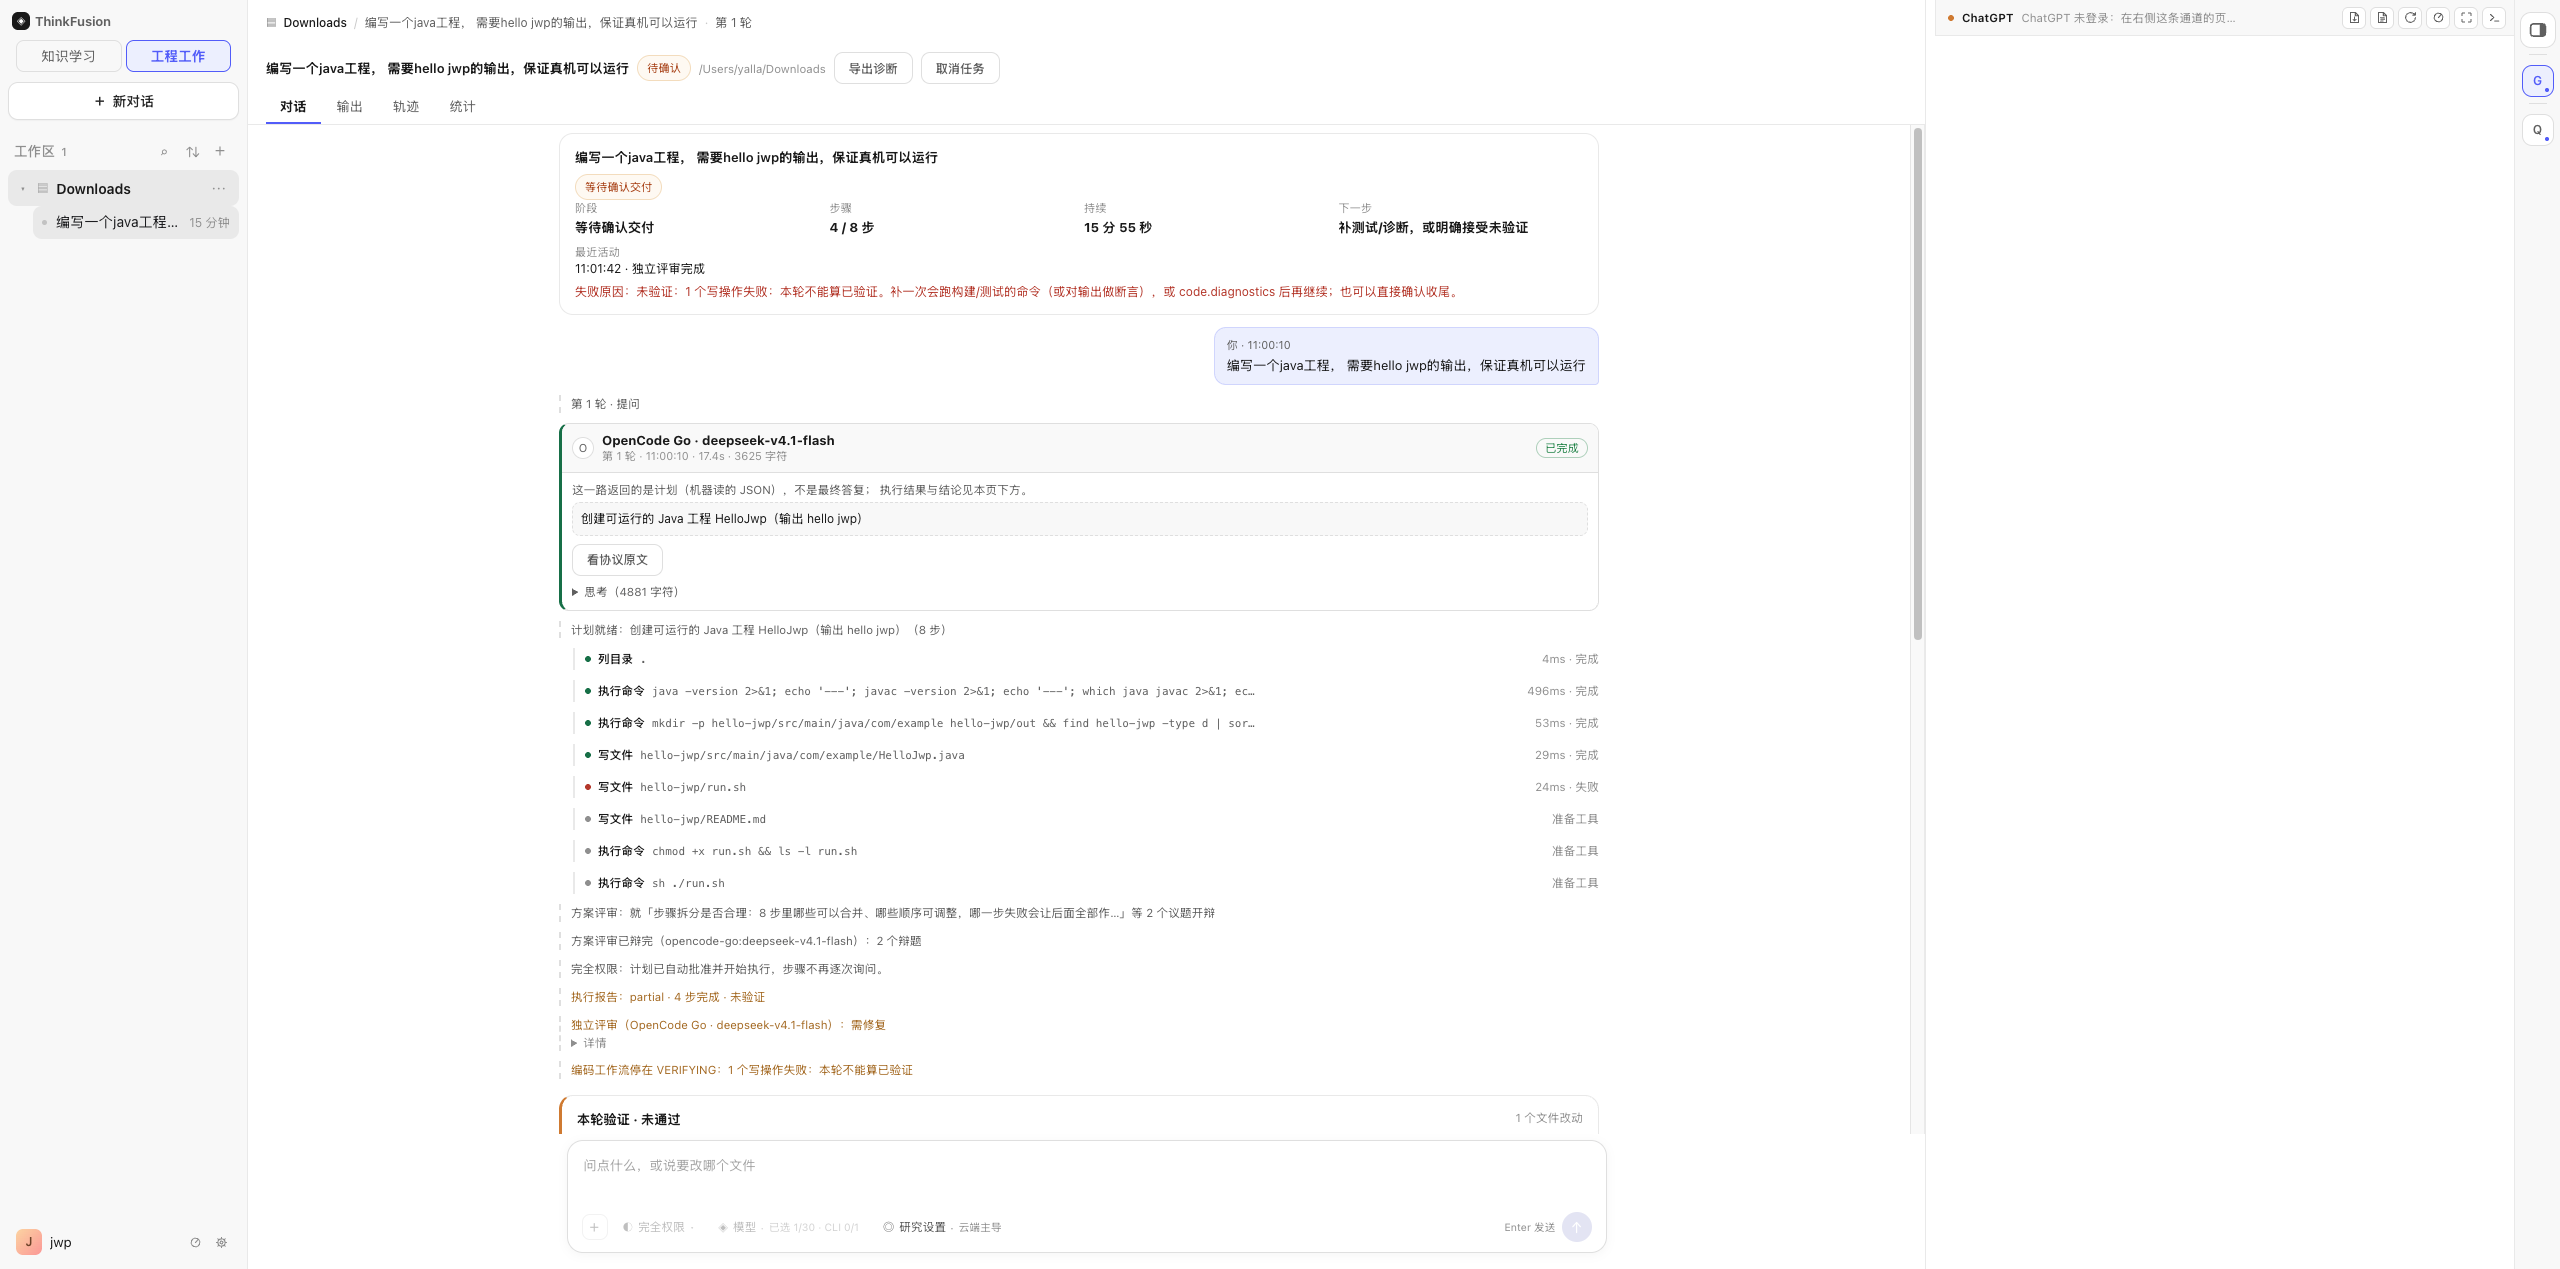 ThinkFusion
知识学习
工程工作
+ 新对话
工作区 1
Downloads
编写一个java工程... 15 分钟
J jwp
Downloads / 编写一个java工程， 需要hello jwp的输出，保证真机可以运行 · 第 1 轮
编写一个java工程， 需要hello jwp的输出，保证真机可以运行 待确认 /Users/yalla/Downloads 导出诊断 取消任务
对话 输出 轨迹 统计
编写一个java工程， 需要hello jwp的输出，保证真机可以运行
等待确认交付
阶段 步骤 持续 下一步
等待确认交付 4 / 8 步 15 分 55 秒 补测试/诊断，或明确接受未验证
最近活动
11:01:42 · 独立评审完成
失败原因：未验证：1 个写操作失败：本轮不能算已验证。补一次会跑构建/测试的命令（或对输出做断言），或 code.diagnostics 后再继续；也可以直接确认收尾。
你 · 11:00:10
编写一个java工程， 需要hello jwp的输出，保证真机可以运行
第 1 轮 · 提问
O OpenCode Go · deepseek-v4.1-flash 已完成
第 1 轮 · 11:00:10 · 17.4s · 3625 字符
这一路返回的是计划（机器读的 JSON），不是最终答复； 执行结果与结论见本页下方。
创建可运行的 Java 工程 HelloJwp（输出 hello jwp）
看协议原文
思考（4881 字符）
计划就绪：创建可运行的 Java 工程 HelloJwp（输出 hello jwp）（8 步）
列目录 . 4ms · 完成
执行命令 java -version 2>&1; echo '---'; javac -version 2>&1; echo '---'; which java javac 2>&1; ec… 496ms · 完成
执行命令 mkdir -p hello-jwp/src/main/java/com/example hello-jwp/out && find hello-jwp -type d | sor… 53ms · 完成
写文件 hello-jwp/src/main/java/com/example/HelloJwp.java 29ms · 完成
写文件 hello-jwp/run.sh 24ms · 失败
写文件 hello-jwp/README.md 准备工具
执行命令 chmod +x run.sh && ls -l run.sh 准备工具
执行命令 sh ./run.sh 准备工具
方案评审：就「步骤拆分是否合理：8 步里哪些可以合并、哪些顺序可调整，哪一步失败会让后面全部作…」等 2 个议题开辩
方案评审已辩完（opencode-go:deepseek-v4.1-flash）：2 个辩题
完全权限：计划已自动批准并开始执行，步骤不再逐次询问。
执行报告：partial · 4 步完成 · 未验证
独立评审（OpenCode Go · deepseek-v4.1-flash）：需修复
详情
编码工作流停在 VERIFYING：1 个写操作失败：本轮不能算已验证
本轮验证 · 未通过 1 个文件改动
问点什么，或说要改哪个文件
+ 完全权限 · 模型 · 已选 1/30 · CLI 0/1 研究设置 · 云端主导 Enter 发送
ChatGPT ChatGPT 未登录：在右侧这条通道的页...
G
Q